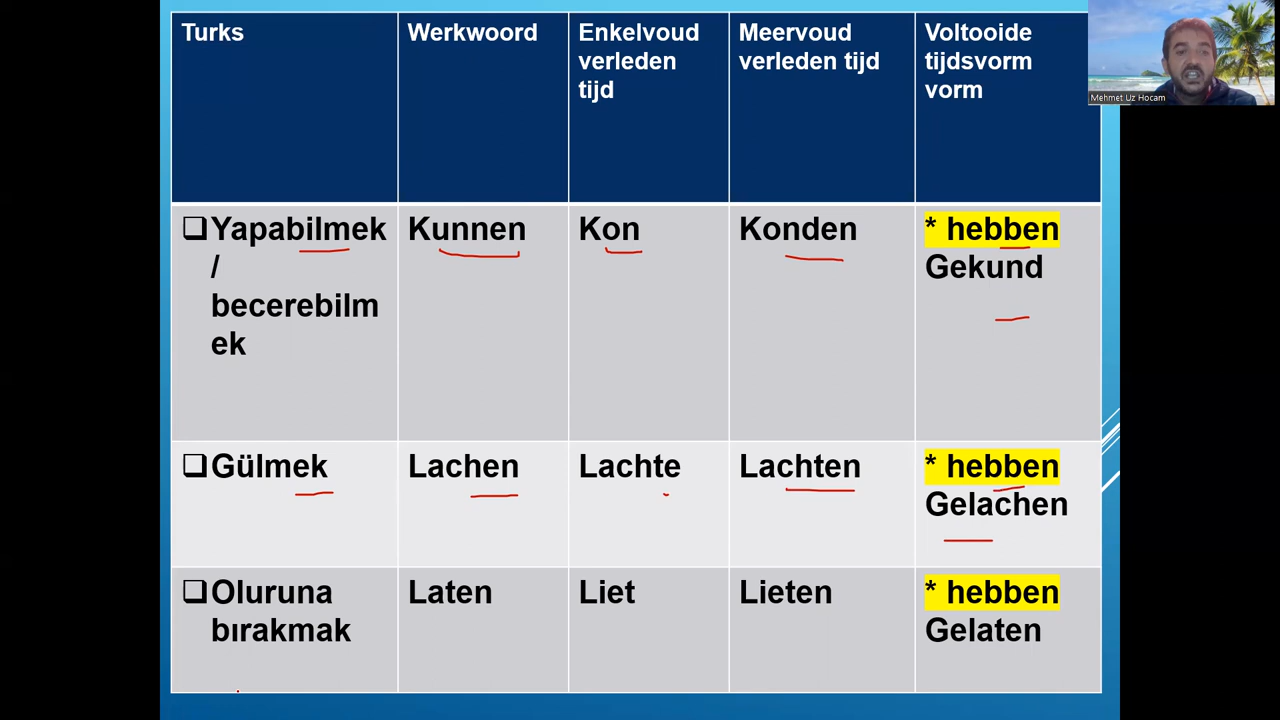 Turks
Werkwoord
Enkelvoud
verleden
tijd
Meervoud
verleden tijd
Voltooide
tijdsvorm
vorm
Mehmet Uz Hocam
❑Yapabilmek
/
becerebilm
ek
Kunnen
Kon
Konden
* hebben
Gekund
❑Gülmek
Lachen
Lachte
Lachten
* hebben
Gelachen
❑Oluruna
bırakmak
Laten
Liet
Lieten
* hebben
Gelaten